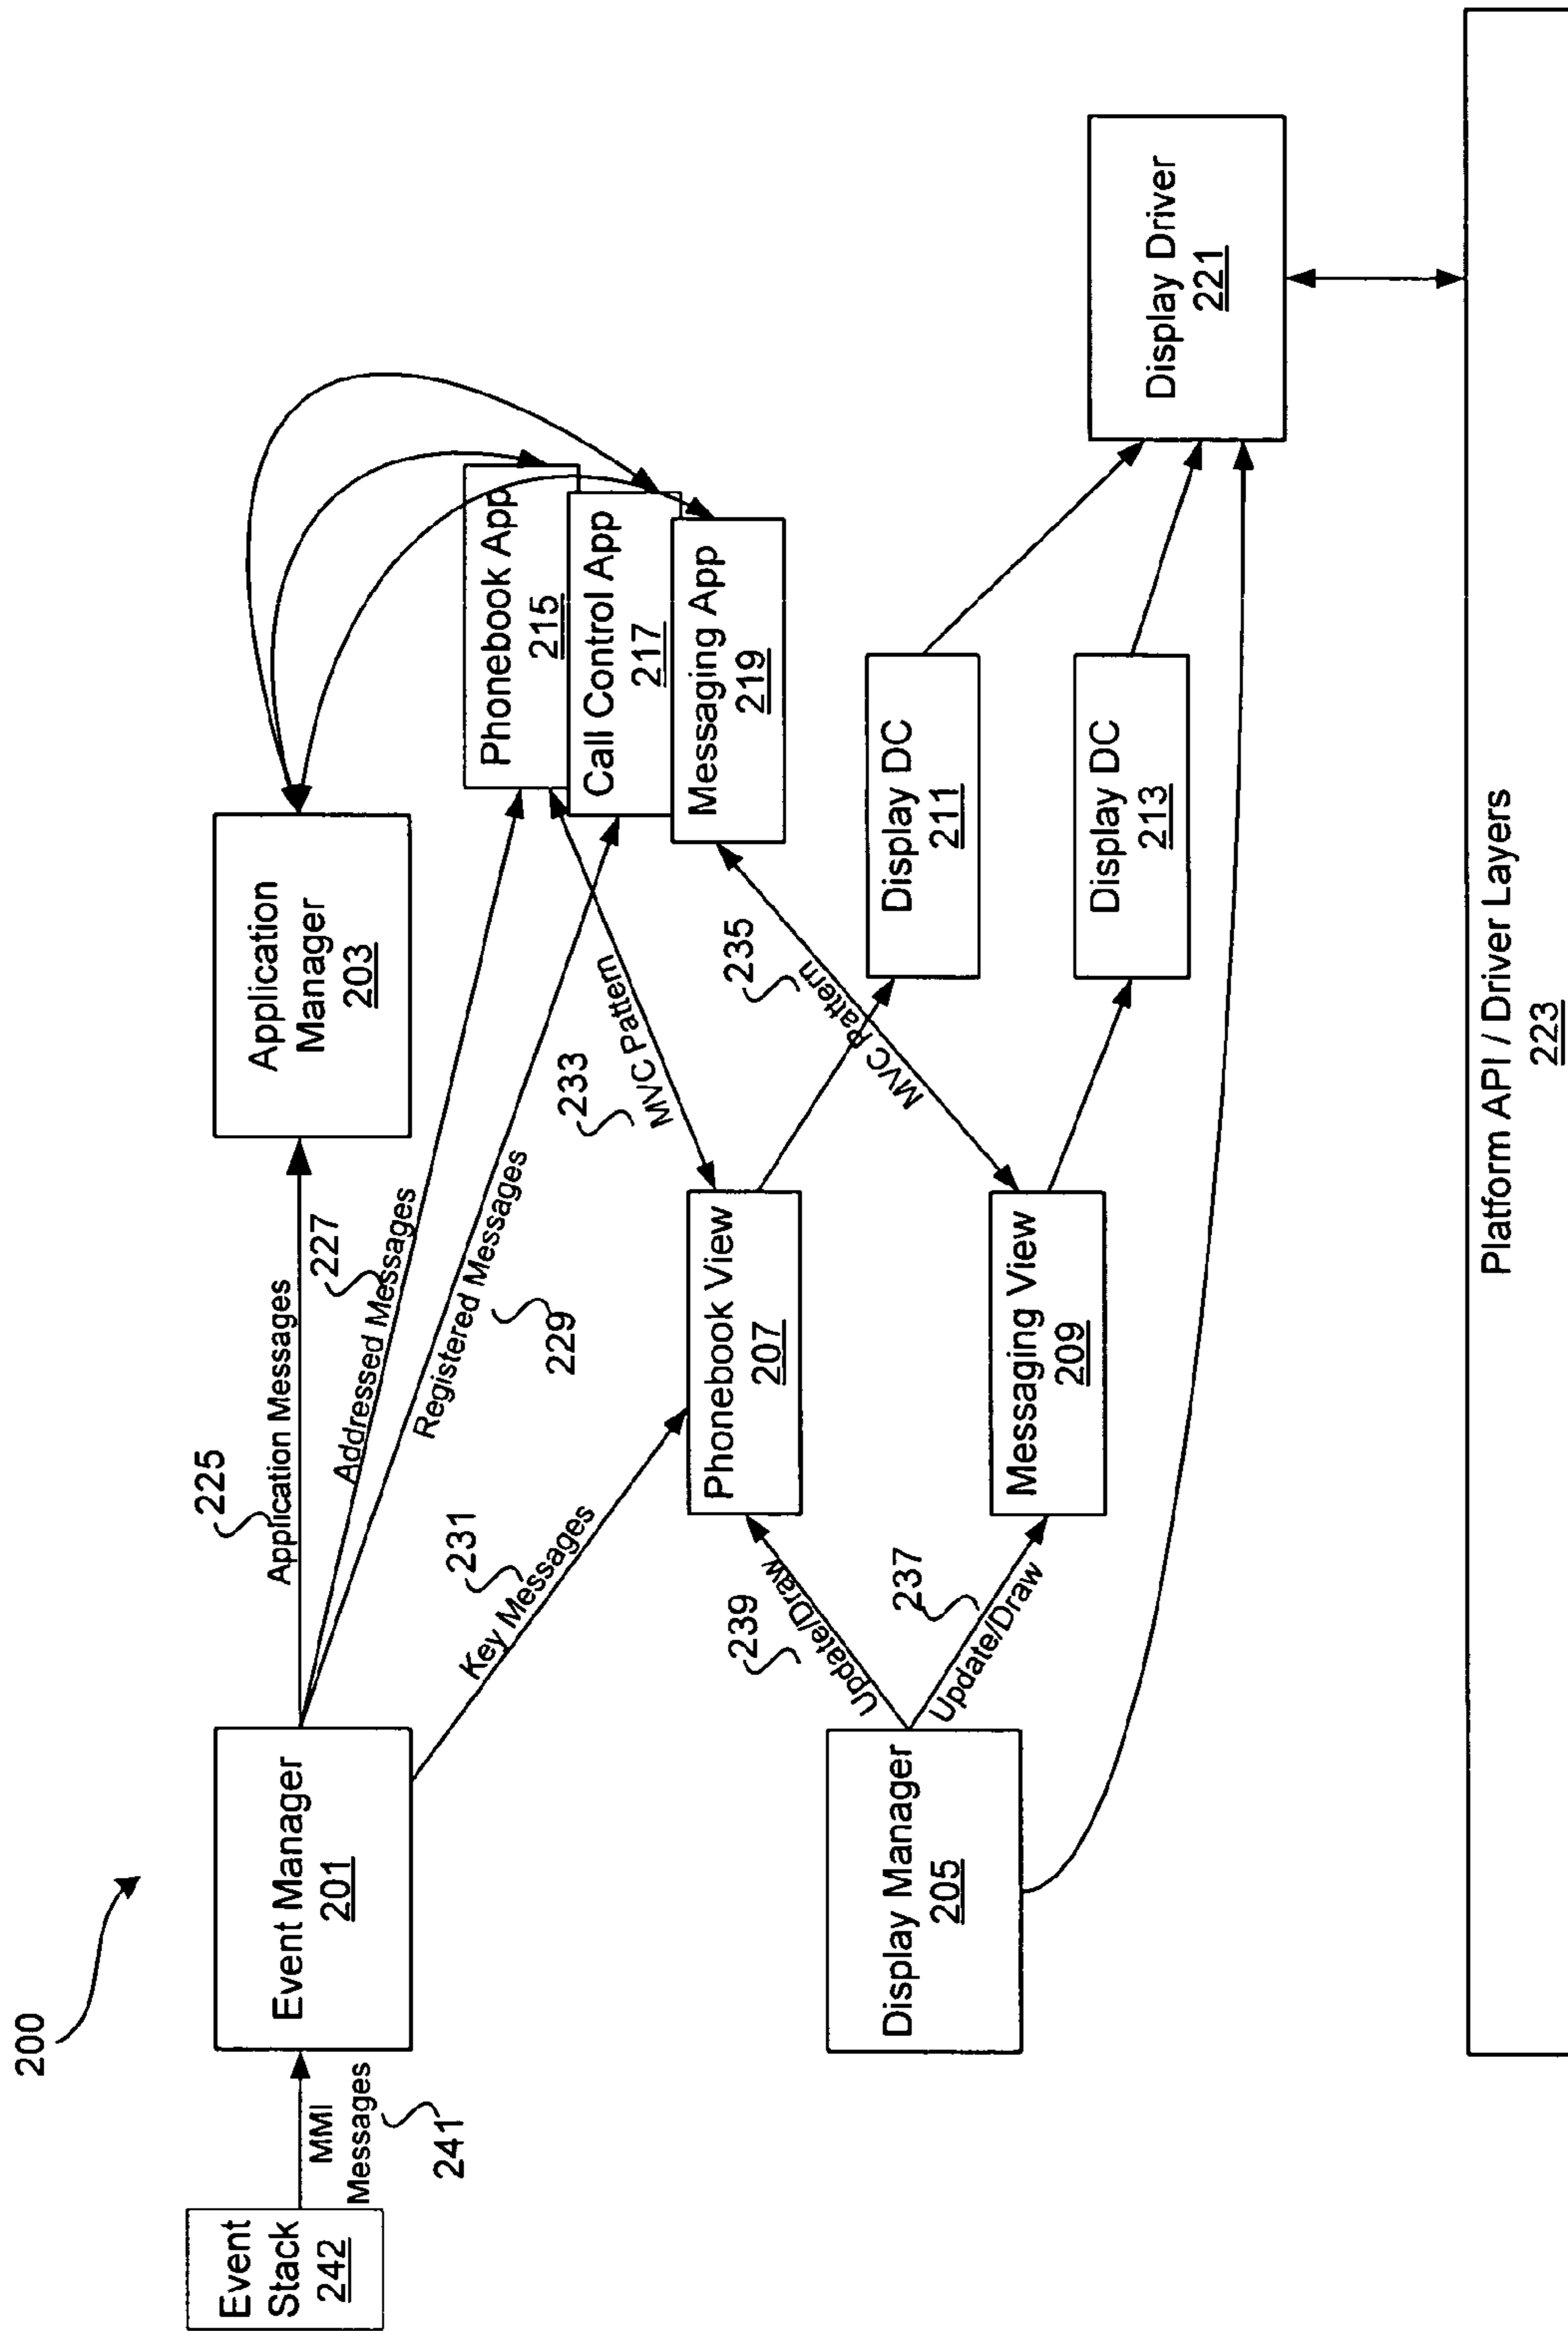 200
Event
Stack
242
MMI
Messages
241
Event Manager
201
225
Application Messages
227
Addressed Messages
Registered Messages
229
231
Key Messages
Application
Manager
203
Phonebook App
215
Call Control App
217
Messaging App
219
233
MVC Pattern
235
MVC Pattern
Phonebook View
207
Messaging View
209
239
Update/Draw
237
Update/Draw
Display Manager
205
Display DC
211
Display DC
213
Display Driver
221
Platform API / Driver Layers
223